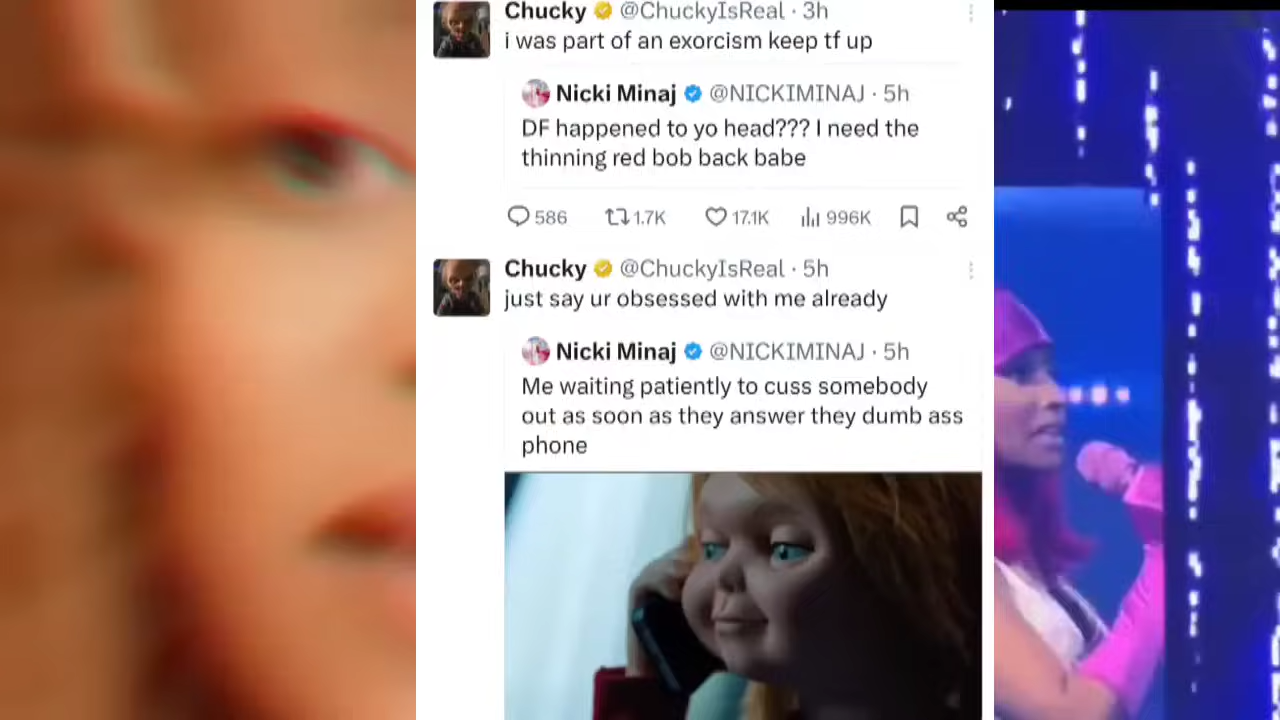 Chucky @ChuckyIsReal · 3h
i was part of an exorcism keep tf up
Nicki Minaj @NICKIMINAJ · 5h
DF happened to yo head??? I need the
thinning red bob back babe
586 1.7K 17.1K 996K
Chucky @ChuckyIsReal · 5h
just say ur obsessed with me already
Nicki Minaj @NICKIMINAJ · 5h
Me waiting patiently to cuss somebody
out as soon as they answer they dumb ass
phone